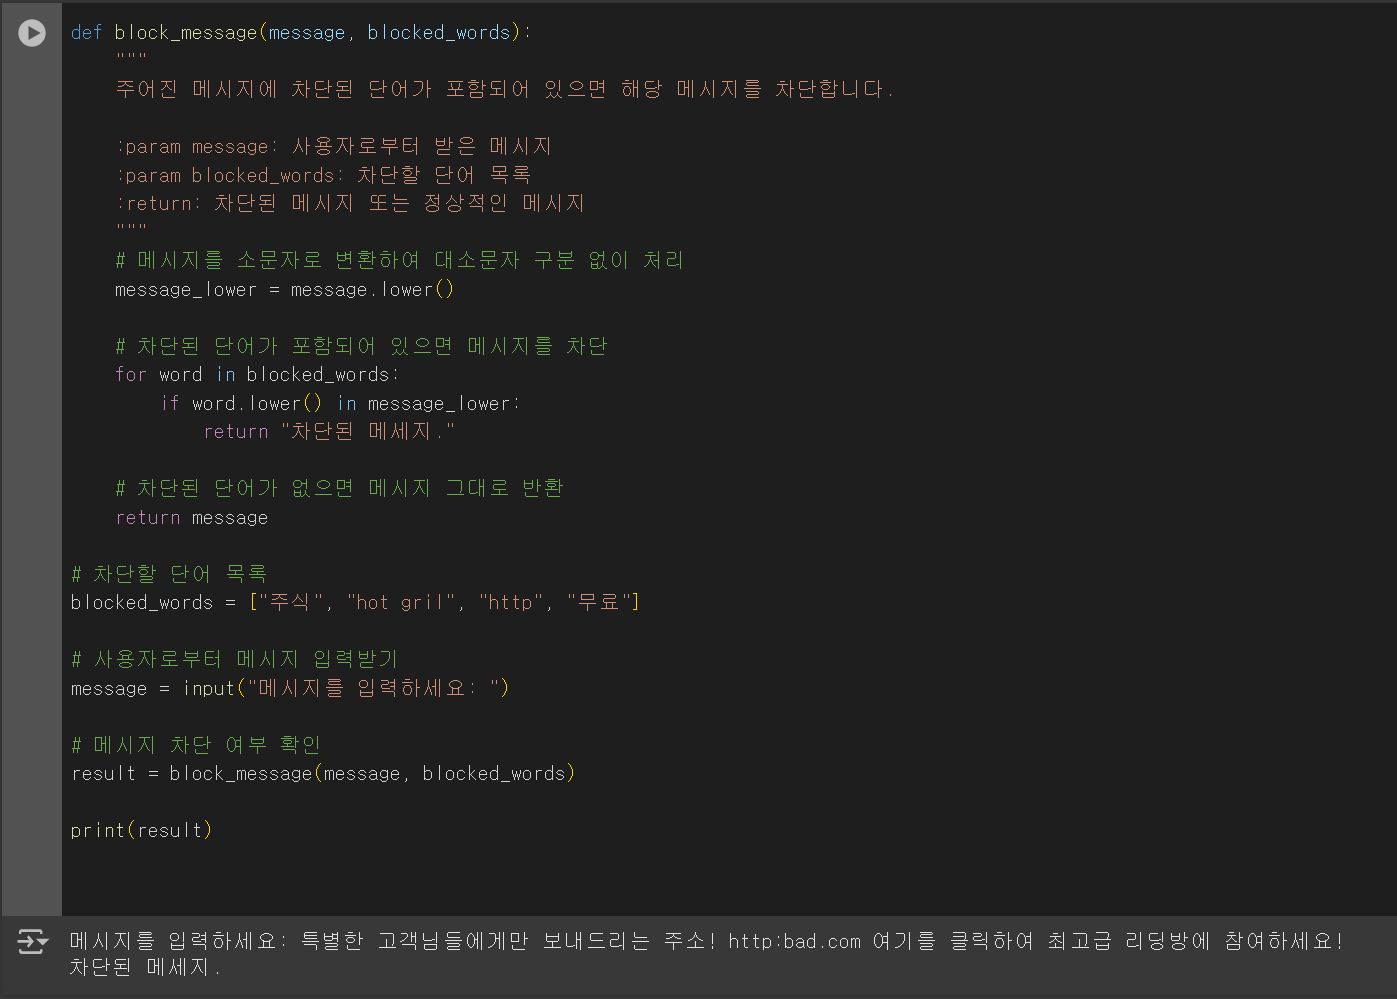 def block_message(message, blocked_words):
    """
    주어진 메시지에 차단된 단어가 포함되어 있으면 해당 메시지를 차단합니다.

    :param message: 사용자로부터 받은 메시지
    :param blocked_words: 차단할 단어 목록
    :return: 차단된 메시지 또는 정상적인 메시지
    """
    # 메시지를 소문자로 변환하여 대소문자 구분 없이 처리
    message_lower = message.lower()

    # 차단된 단어가 포함되어 있으면 메시지를 차단
    for word in blocked_words:
        if word.lower() in message_lower:
            return "차단된 메세지."

    # 차단된 단어가 없으면 메시지 그대로 반환
    return message

# 차단할 단어 목록
blocked_words = ["주식", "hot gril", "http", "무료"]

# 사용자로부터 메시지 입력받기
message = input("메시지를 입력하세요: ")

# 메시지 차단 여부 확인
result = block_message(message, blocked_words)

print(result)

메시지를 입력하세요: 특별한 고객님들에게만 보내드리는 주소! http:bad.com 여기를 클릭하여 최고급 리딩방에 참여하세요!
차단된 메세지.